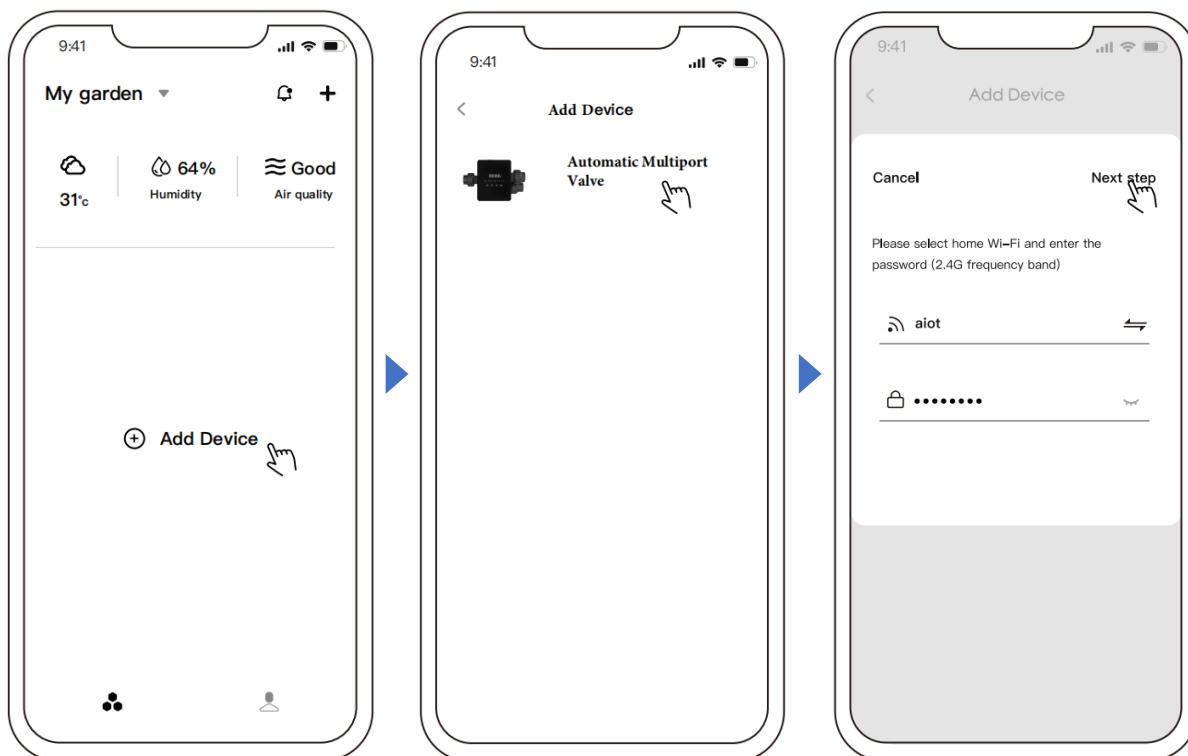 9:41
My garden
31°c
64%
Humidity
Good
Air quality
Add Device
9:41
Add Device
Automatic Multiport
Valve
9:41
Add Device
Cancel
Next step
Please select home Wi-Fi and enter the
password (2.4G frequency band)
aiot
••••••••